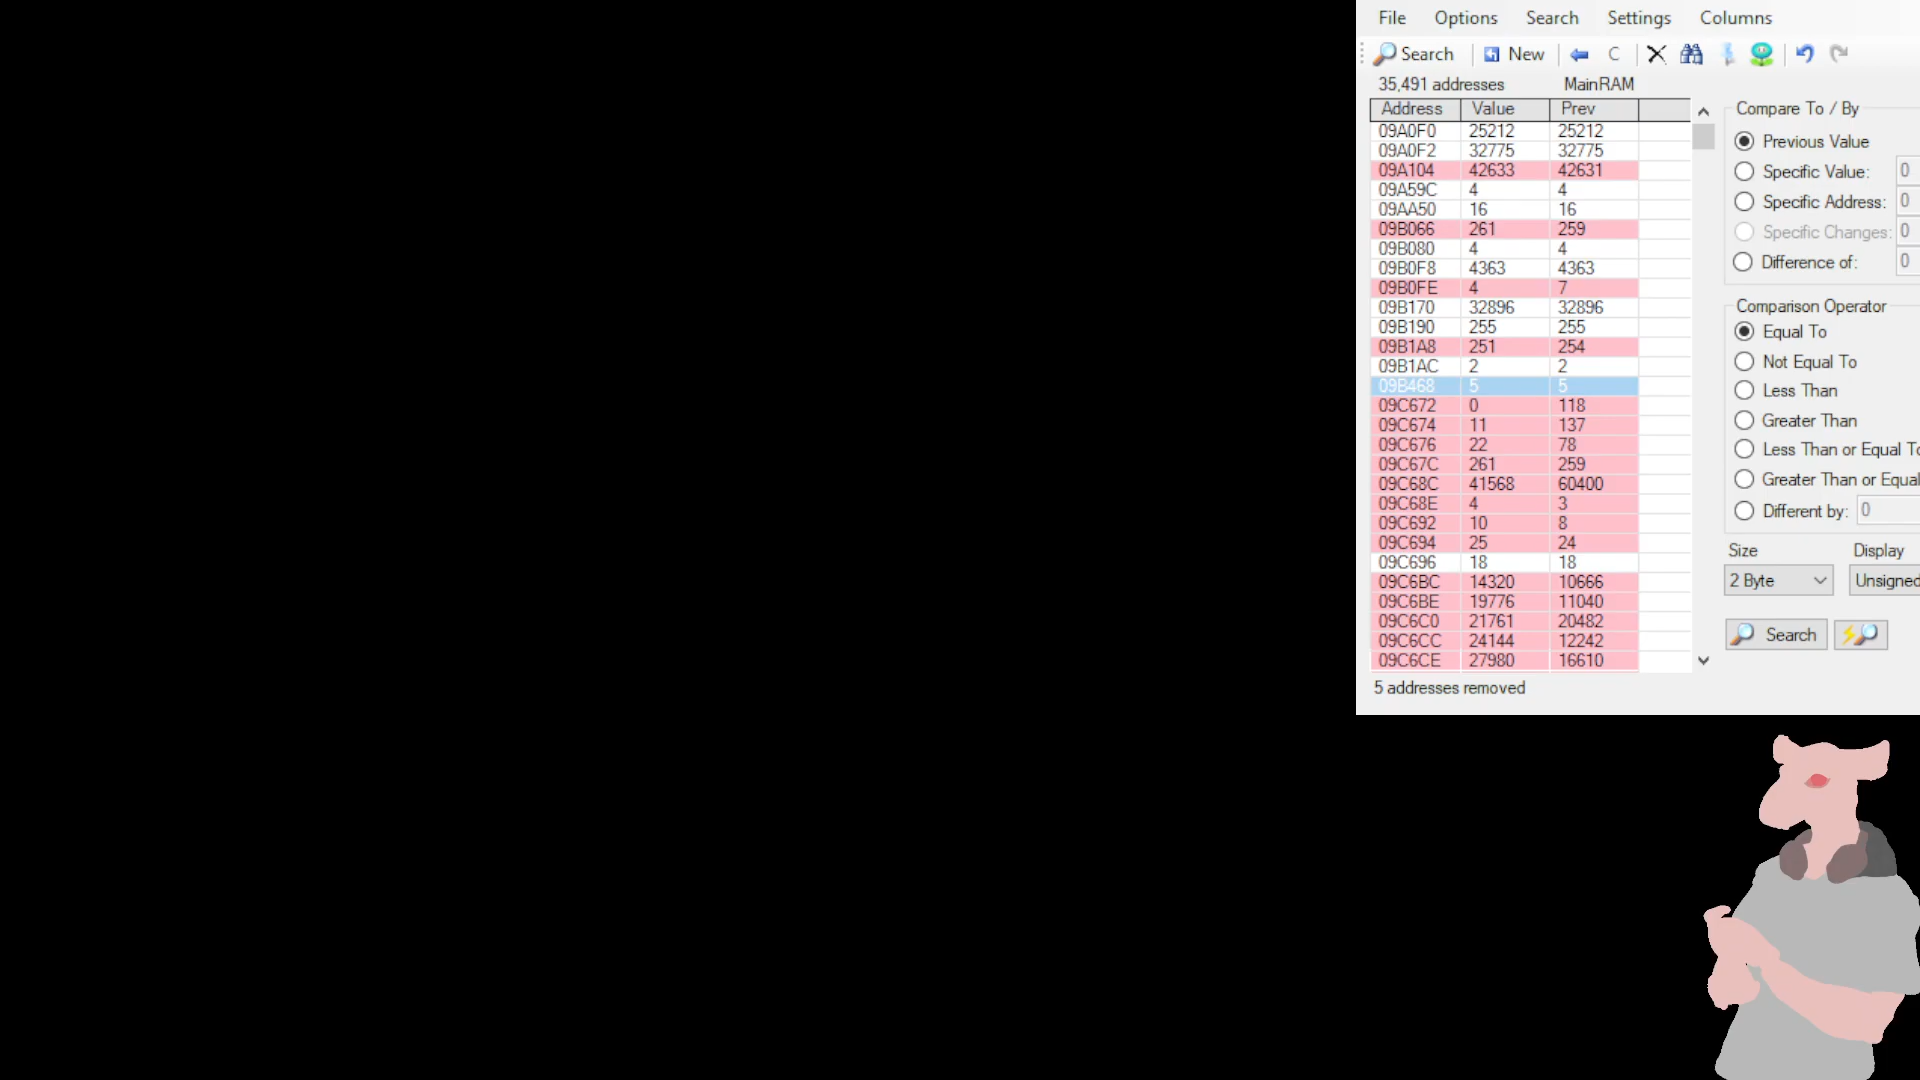 File Options Search Settings Columns
Search New C
35,491 addresses MainRAM
Address Value Prev
09A0F0 25212 25212
09A0F2 32775 32775
09A104 42633 42631
09A59C 4 4
09AA50 16 16
09B066 261 259
09B080 4 4
09B0F8 4363 4363
09B0FE 4 7
09B170 32896 32896
09B190 255 255
09B1A8 251 254
09B1AC 2 2
09B468 5 5
09C672 0 118
09C674 11 137
09C676 22 78
09C67C 261 259
09C68C 41568 60400
09C68E 4 3
09C692 10 8
09C694 25 24
09C696 18 18
09C6BC 14320 10666
09C6BE 19776 11040
09C6C0 21761 20482
09C6CC 24144 12242
09C6CE 27980 16610
5 addresses removed
Compare To / By
Previous Value
Specific Value: 0
Specific Address: 0
Specific Changes: 0
Difference of: 0
Comparison Operator
Equal To
Not Equal To
Less Than
Greater Than
Less Than or Equal To
Greater Than or Equal
Different by: 0
Size Display
2 Byte Unsigned
Search